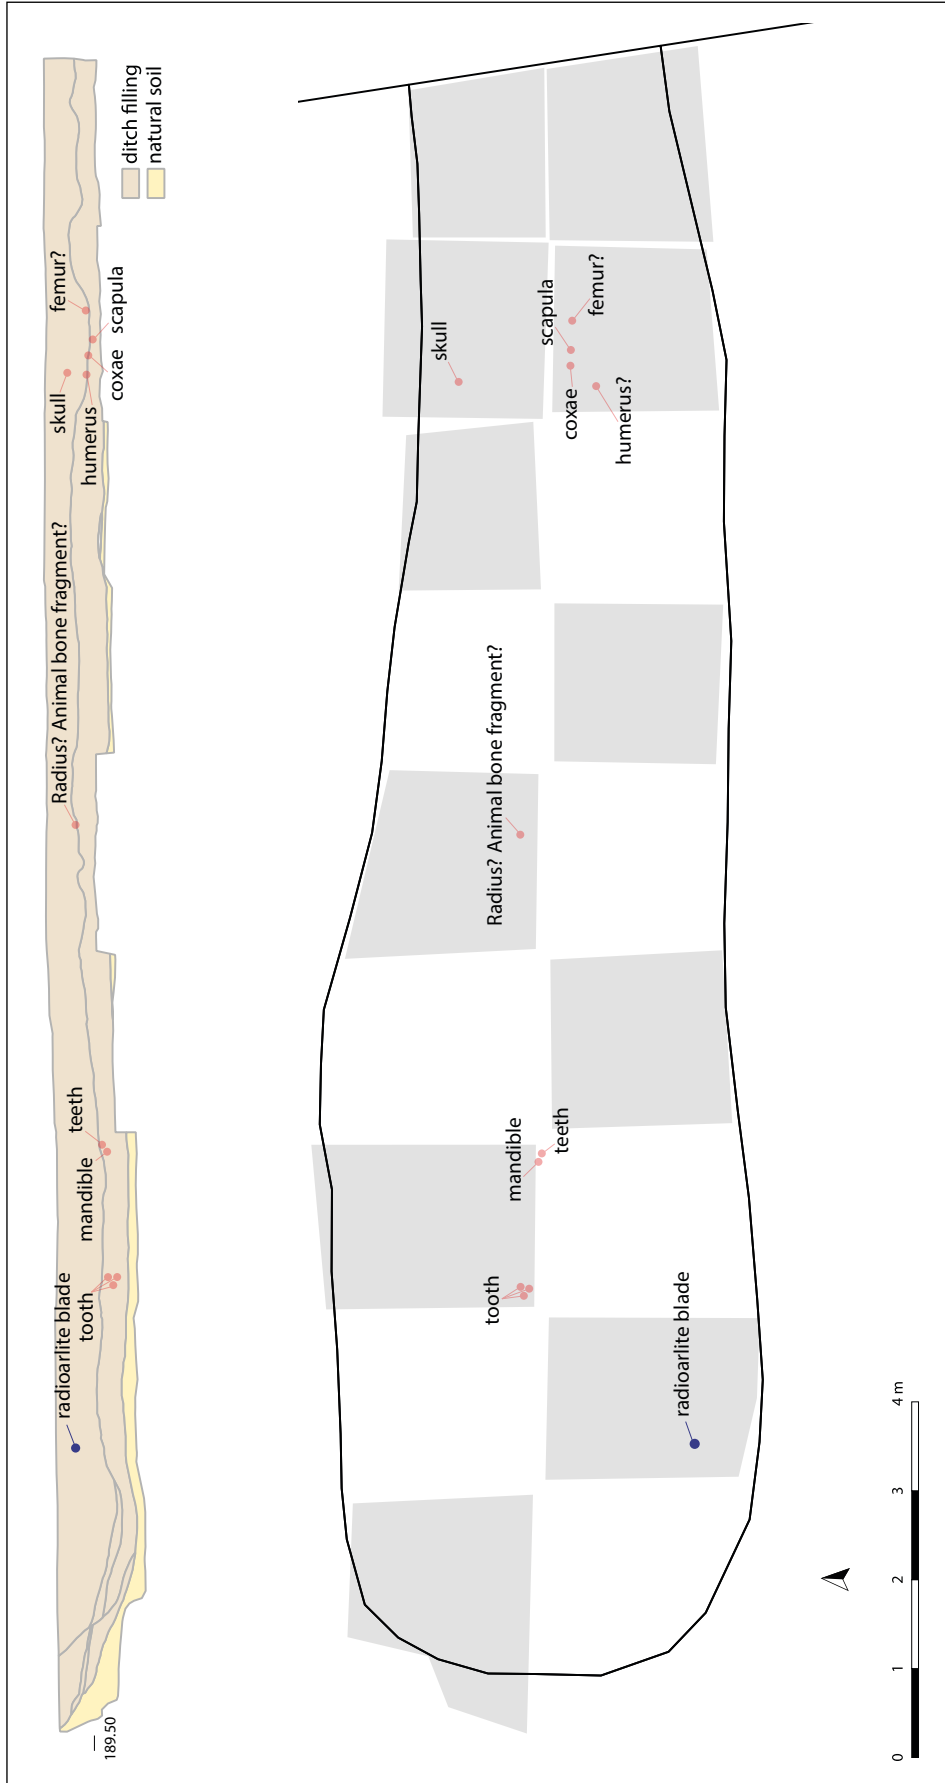 189.50
radioarlite blade
tooth
mandible
teeth
Radius? Animal bone fragment?
skull
humerus
coxae
scapula
femur?
ditch filling
natural soil
skull
scapula
femur?
coxae
humerus?
Radius? Animal bone fragment?
mandible
teeth
tooth
radioarlite blade
0 1 2 3 4 m